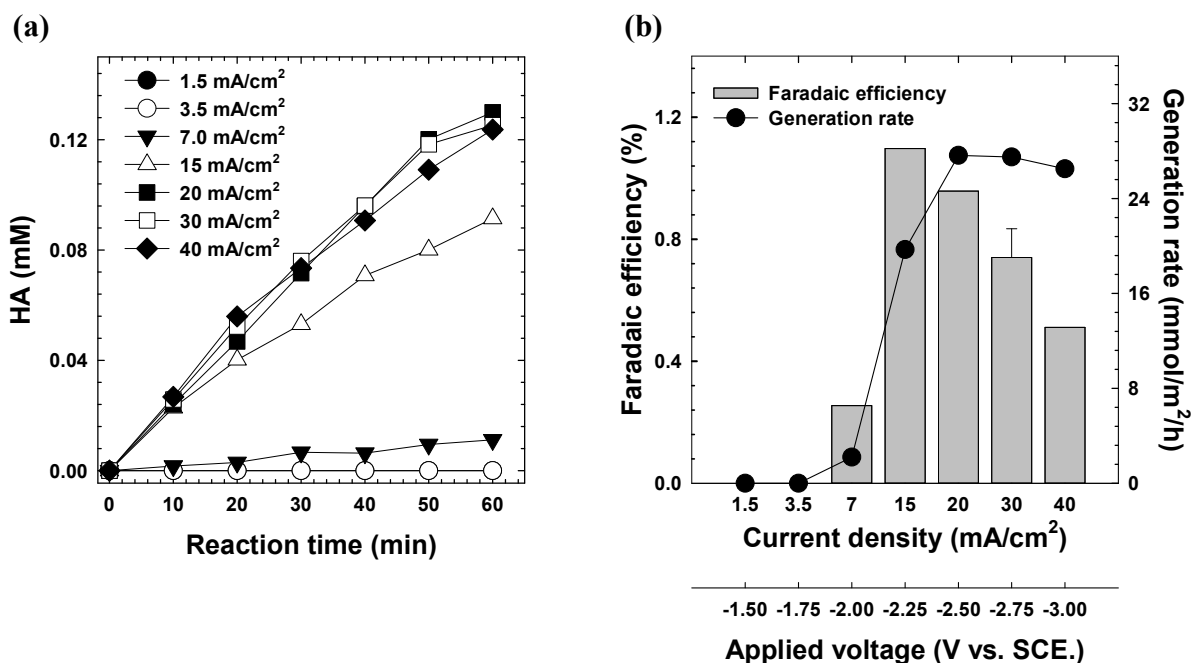 (a)
HA (mM)
0.12
0.08
0.04
0.00
1.5 mA/cm²
3.5 mA/cm²
7.0 mA/cm²
15 mA/cm²
20 mA/cm²
30 mA/cm²
40 mA/cm²
0 10 20 30 40 50 60
Reaction time (min)
(b)
Faradaic efficiency (%)
1.2
0.8
0.4
0.0
Faradaic efficiency
Generation rate
32
24
16
8
0
Generation rate (mmol/m²/h)
1.5 3.5 7 15 20 30 40
Current density (mA/cm²)
-1.50 -1.75 -2.00 -2.25 -2.50 -2.75 -3.00
Applied voltage (V vs. SCE.)